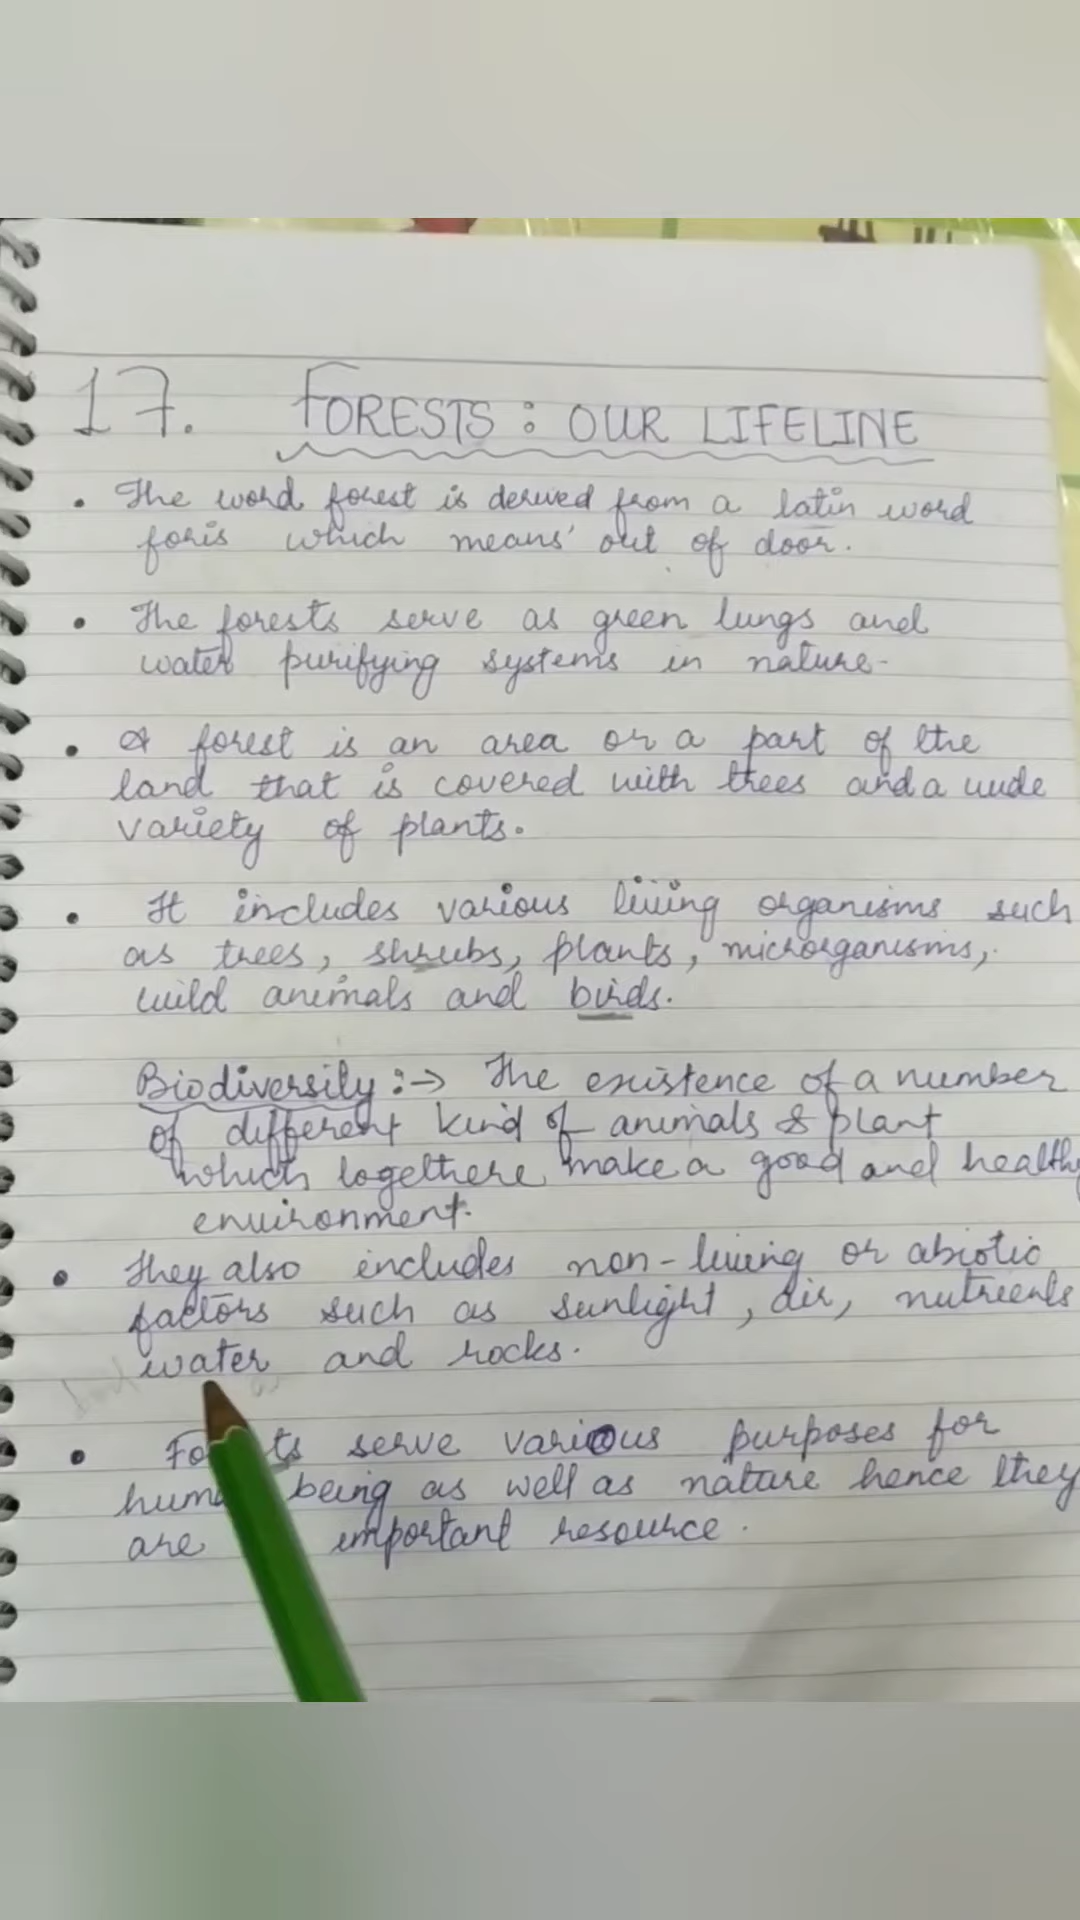 17. FORESTS : OUR LIFELINE
• The word forest is derived from a latin word
foris which means' out of door.
• The forests serve as green lungs and
water purifying systems in nature-
• A forest is an area or a part of the
land that is covered with trees and a wide
variety of plants.
• It includes various living organisms such
as trees, shrubs, plants, microrganisms,
wild animals and birds.
Biodiversity :→ The existence of a number
of different kind of animals & plant
which togethere make a good and healthy
environment.
• They also includes non-living or abiotic
factors such as sunlight, air, nutrients
water and rocks.
• serve various purposes for
being as well as nature hence they
are important resource.